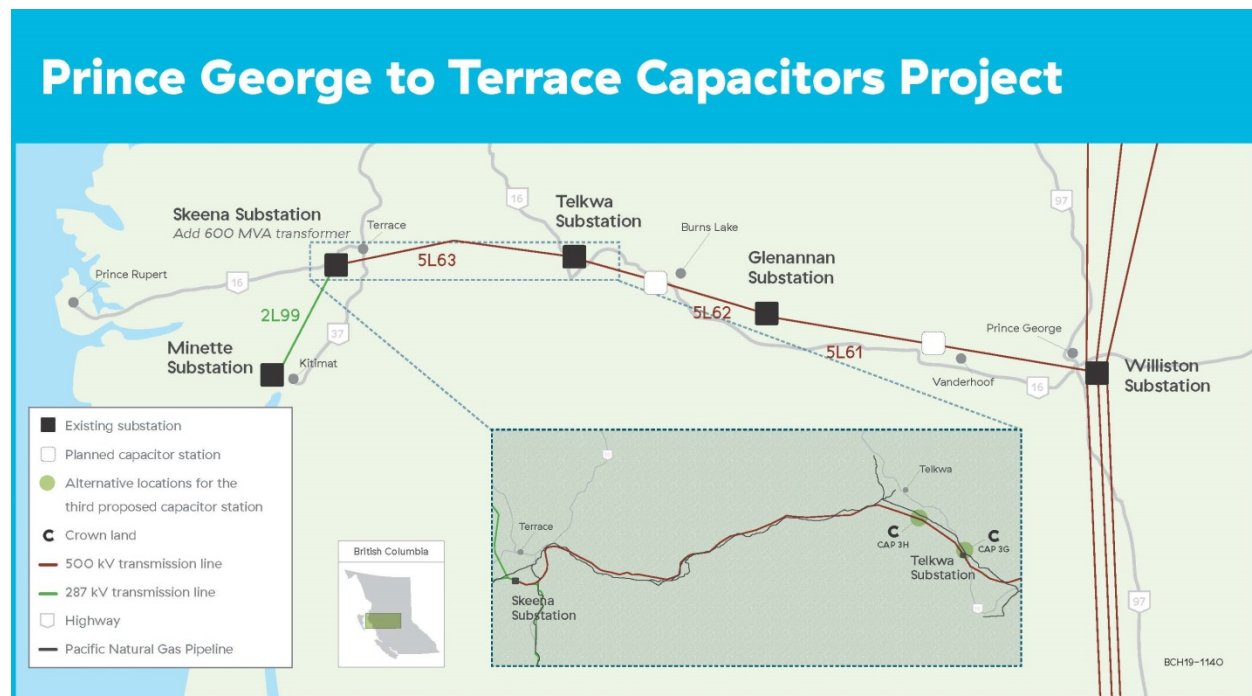 Prince George to Terrace Capacitors Project
Skeena Substation
Add 600 MVA transformer
Terrace
16
Telkwa
Substation
Burns Lake
97
Prince Rupert
16
5L63
Glenannan
Substation
2L99
37
5L62
Prince George
Minette
Substation
Kitimat
5L61
Vanderhoof
16
Williston
Substation
Existing substation
Planned capacitor station
Alternative locations for the
third proposed capacitor station
C Crown land
500 kV transmission line
287 kV transmission line
Highway
Pacific Natural Gas Pipeline
British Columbia
Terrace
Skeena
Substation
Telkwa
C
CAP 3H
C
CAP 3G
Telkwa
Substation
97
BCH19-1140